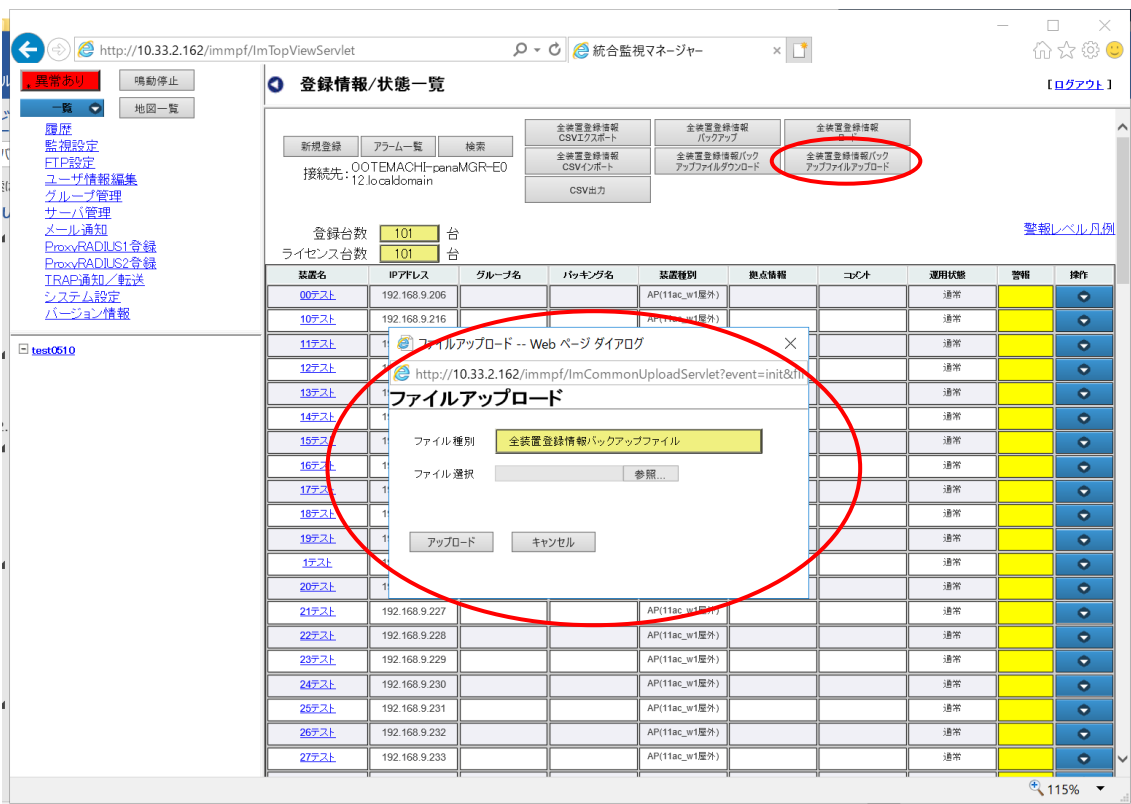 http://10.33.2.162/immpf/ImTopViewServlet
統合監視マネージャー
異常あり
鳴動停止
一覧
地図一覧
履歴
監視設定
FTP設定
ユーザ情報編集
グループ管理
サーバ管理
メール通知
ProxyRADIUS1登録
ProxyRADIUS2登録
TRAP通知／転送
システム設定
バージョン情報
test0510
登録情報/状態一覧
[ログアウト]
新規登録 アラーム一覧 検索
接続先: OOTEMACHI-panaMGR-E0
12.localdomain
全装置登録情報
CSVエクスポート
全装置登録情報
バックアップ
全装置登録情報
ロード
全装置登録情報
CSVインポート
全装置登録情報バック
アップファイルダウンロード
全装置登録情報バック
アップファイルアップロード
CSV出力
登録台数 101 台
ライセンス台数 101 台
警報レベル凡例
装置名 IPアドレス グループ名 パッキング名 装置種別 拠点情報 コメント 運用状態 警報 操作
00テスト 192.168.9.206 AP(11ac_w1屋外) 通常
10テスト 192.168.9.216 AP(11ac_w1屋外) 通常
11テスト 通常
12テスト 通常
13テスト 通常
14テスト 通常
15テスト 通常
16テスト 通常
17テスト 通常
18テスト 通常
19テスト 通常
1テスト 通常
20テスト 通常
21テスト 192.168.9.227 AP(11ac_w1屋外) 通常
22テスト 192.168.9.228 AP(11ac_w1屋外) 通常
23テスト 192.168.9.229 AP(11ac_w1屋外) 通常
24テスト 192.168.9.230 AP(11ac_w1屋外) 通常
25テスト 192.168.9.231 AP(11ac_w1屋外) 通常
26テスト 192.168.9.232 AP(11ac_w1屋外) 通常
27テスト 192.168.9.233 AP(11ac_w1屋外) 通常
ファイルアップロード -- Web ページ ダイアログ
http://10.33.2.162/immpf/ImCommonUploadServlet?event=init&fi
ファイルアップロード
ファイル種別 全装置登録情報バックアップファイル
ファイル選択 参照...
アップロード キャンセル
115%